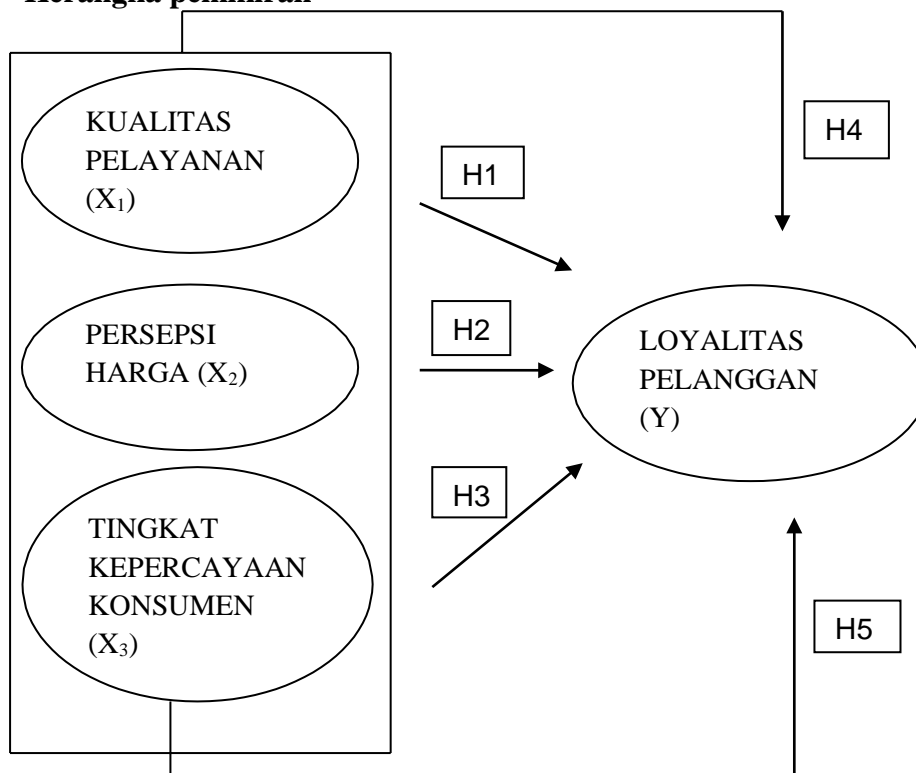 Kerangka pemikiran
KUALITAS
PELAYANAN
(X₁)
H1
H4
PERSEPSI
HARGA (X₂)
H2
LOYALITAS
PELANGGAN
(Y)
H3
TINGKAT
KEPERCAYAAN
KONSUMEN
(X₃)
H5